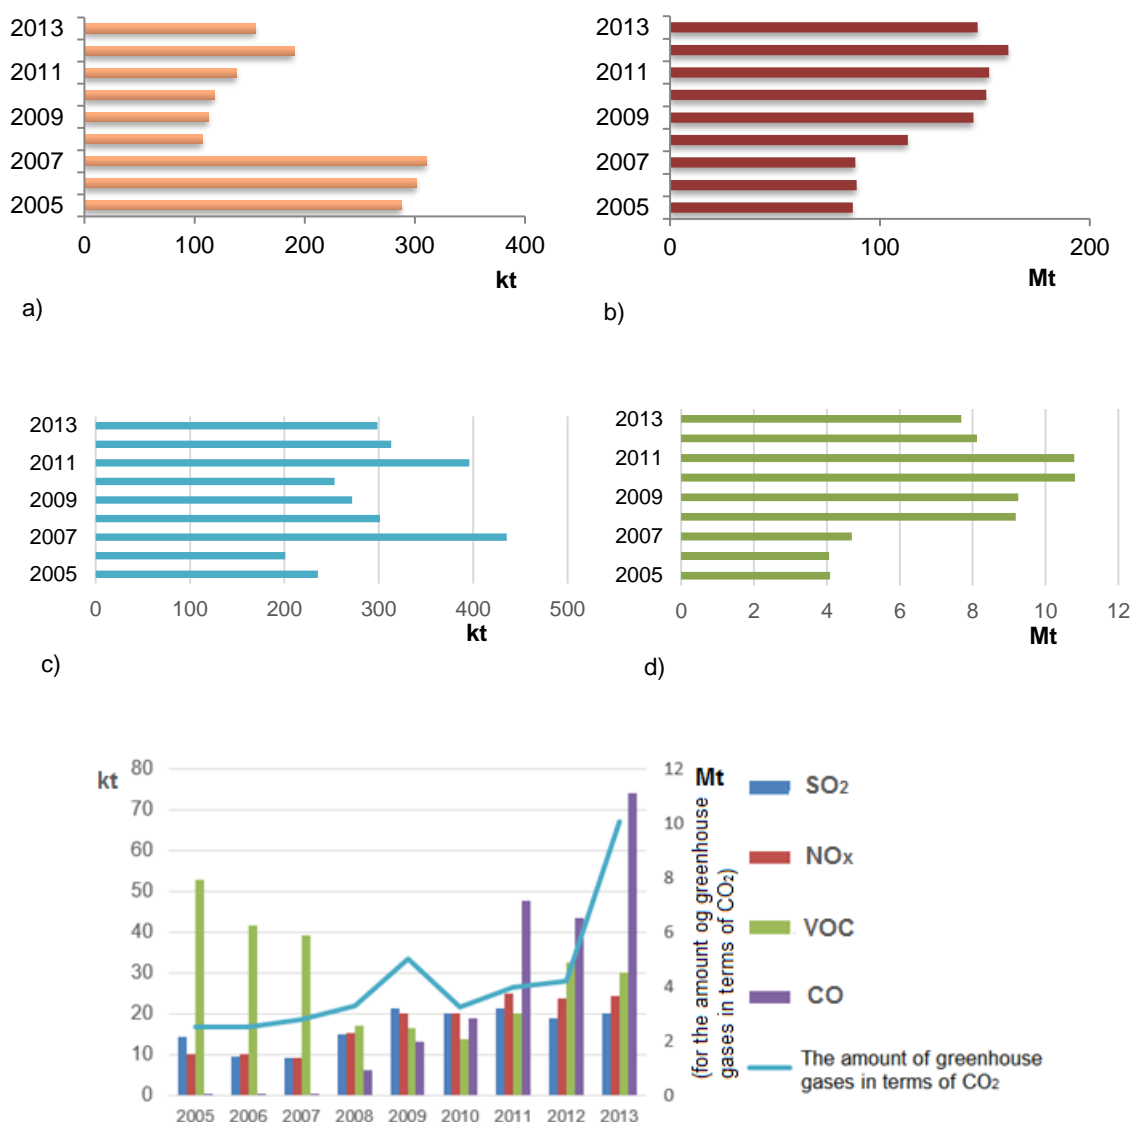 2013
2011
2009
2007
2005
0 100 200 300 400
kt
a)
2013
2011
2009
2007
2005
0 100 200
Mt
b)
2013
2011
2009
2007
2005
0 100 200 300 400 500
kt
c)
2013
2011
2009
2007
2005
0 2 4 6 8 10 12
Mt
d)
kt
80
70
60
50
40
30
20
10
0
2005 2006 2007 2008 2009 2010 2011 2012 2013
12
10
8
6
4
2
0
Mt
(for the amount og greenhouse
gases in terms of CO2)
SO2
NOx
VOC
CO
The amount of greenhouse
gases in terms of CO2